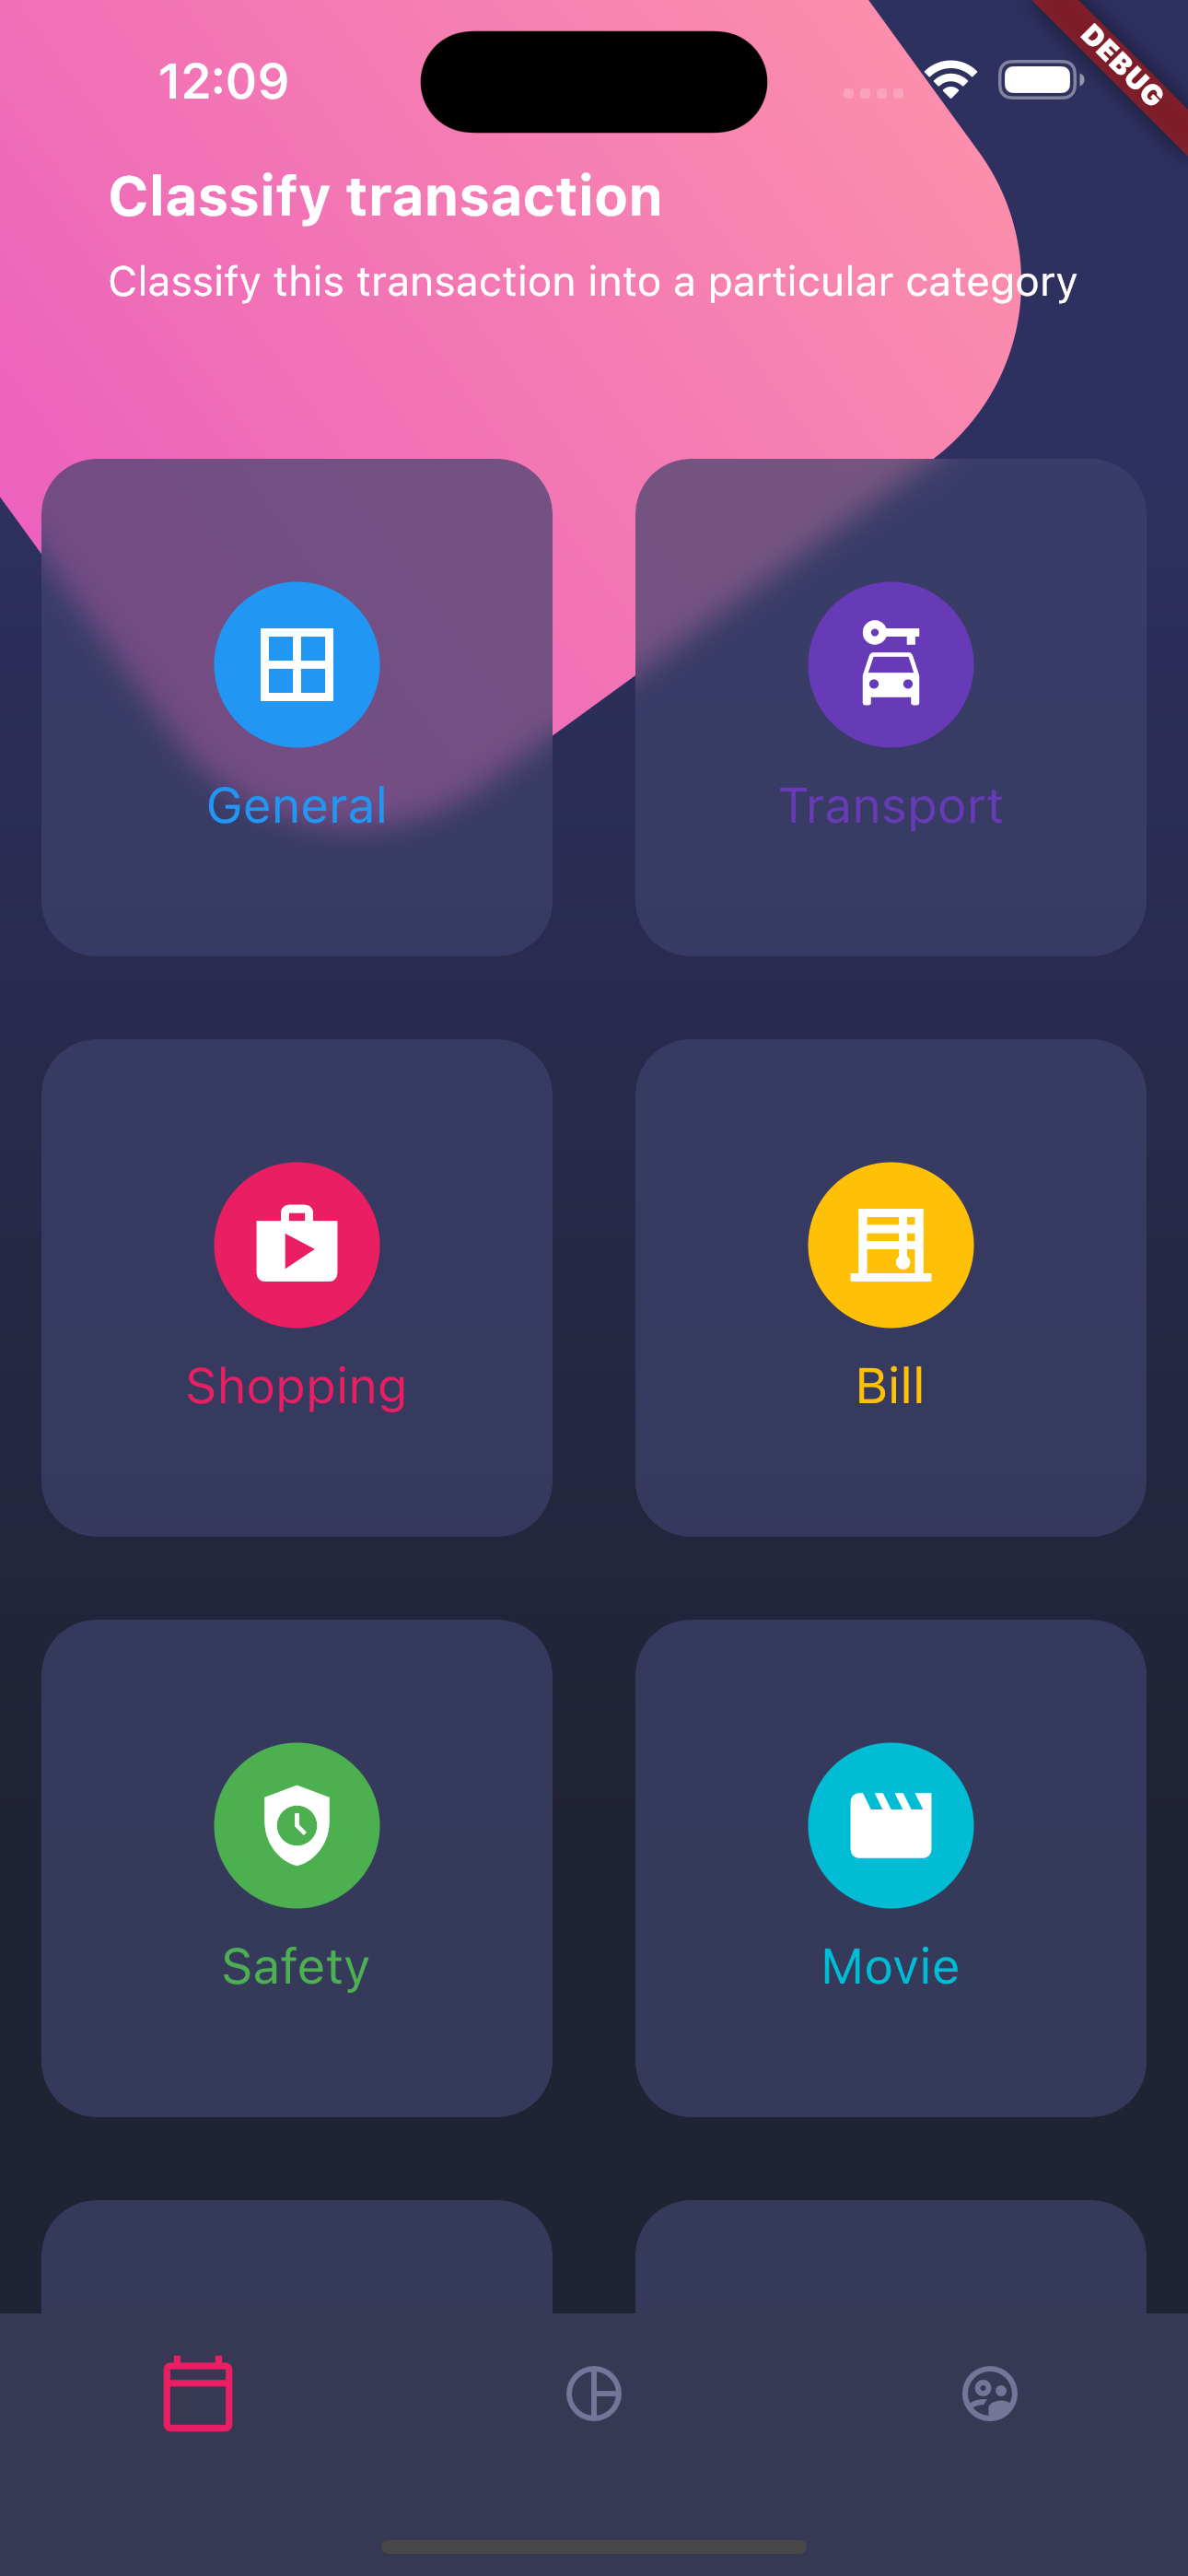 12:09
DEBUG
Classify transaction
Classify this transaction into a particular category
General
Transport
Shopping
Bill
Safety
Movie